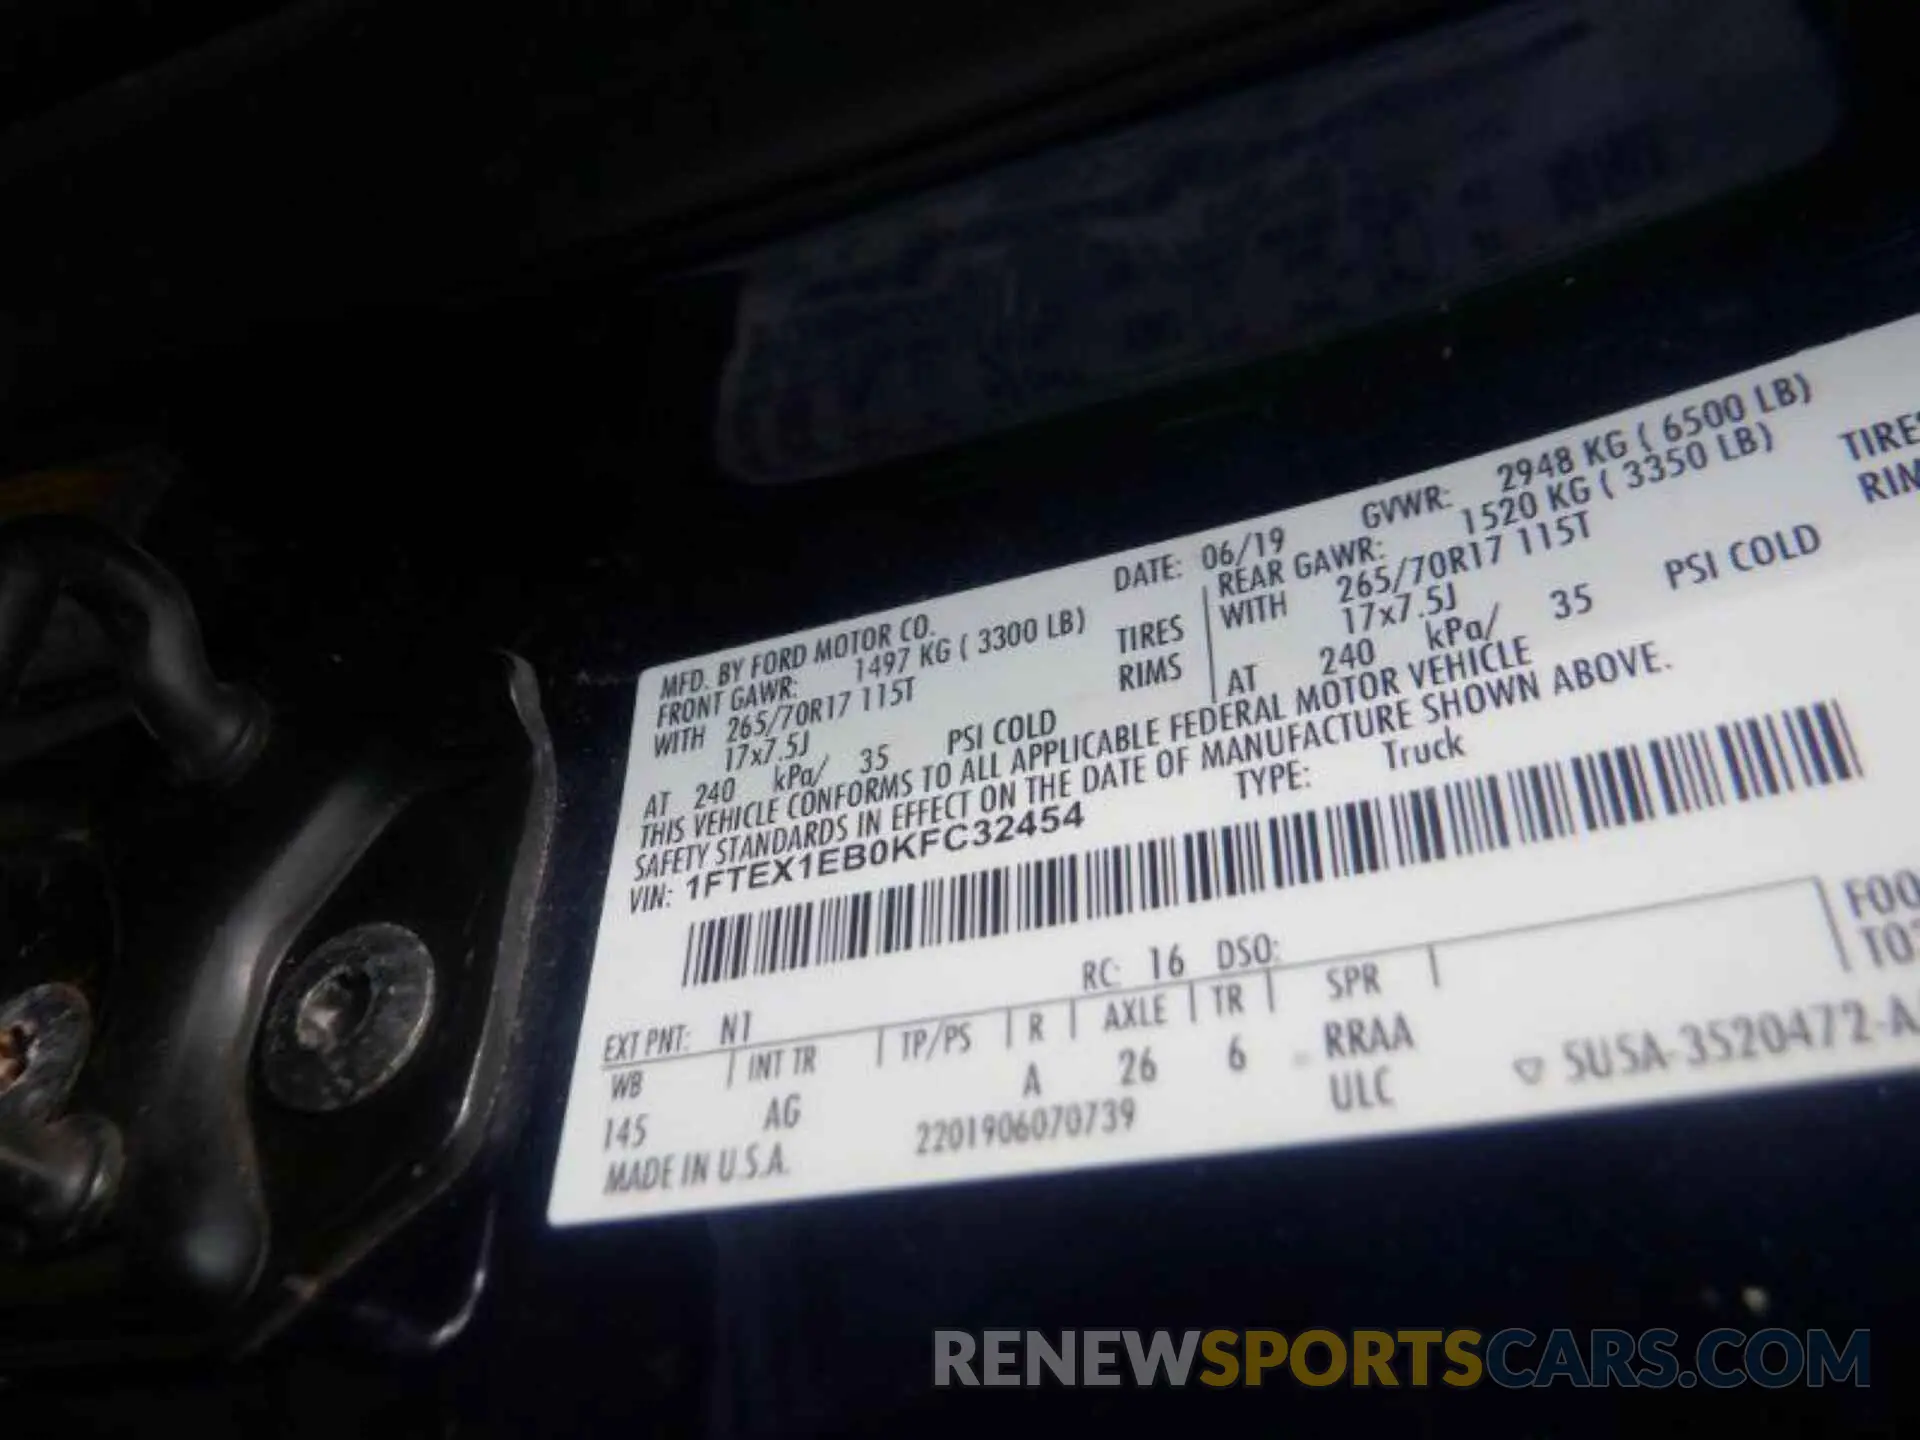 MFD. BY FORD MOTOR CO. DATE: 06/19 GVWR: 2948 KG ( 6500 LB)
FRONT GAWR: 1497 KG ( 3300 LB) REAR GAWR: 1520 KG ( 3350 LB)
WITH 265/70R17 115T TIRES WITH 265/70R17 115T TIRES
17x7.5J RIMS 17x7.5J
AT 240 kPa/ 35 PSI COLD AT 240 kPa/ 35 PSI COLD
THIS VEHICLE CONFORMS TO ALL APPLICABLE FEDERAL MOTOR VEHICLE
SAFETY STANDARDS IN EFFECT ON THE DATE OF MANUFACTURE SHOWN ABOVE.
VIN: 1FTEX1EB0KFC32454 TYPE: Truck
EXT PNT: N1 RC: 16 DSO:
WB INT TR TP/PS R AXLE TR SPR
145 AG A 26 6 RRAA
MADE IN U.S.A. 2201906070739 ULC
5U5A-3520472-A
RENEWSPORTSCARS.COM